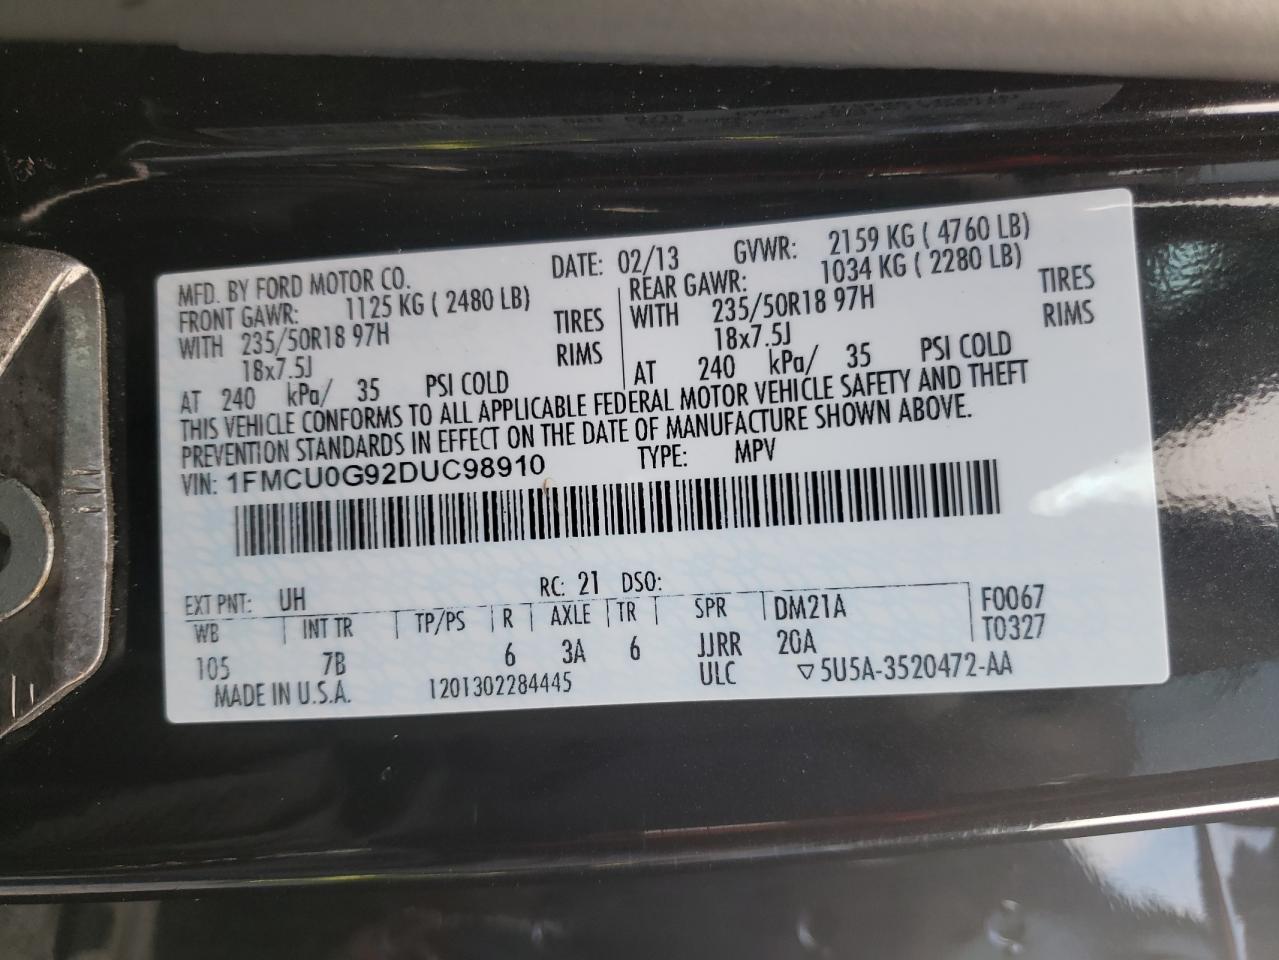 MFD. BY FORD MOTOR CO. DATE: 02/13 GVWR: 2159 KG ( 4760 LB)
FRONT GAWR: 1125 KG ( 2480 LB) REAR GAWR: 1034 KG ( 2280 LB)
WITH 235/50R18 97H TIRES WITH 235/50R18 97H TIRES
18x7.5J RIMS 18x7.5J RIMS
AT 240 kPa/ 35 PSI COLD AT 240 kPa/ 35 PSI COLD
THIS VEHICLE CONFORMS TO ALL APPLICABLE FEDERAL MOTOR VEHICLE SAFETY AND THEFT
PREVENTION STANDARDS IN EFFECT ON THE DATE OF MANUFACTURE SHOWN ABOVE.
VIN: 1FMCU0G92DUC98910 TYPE: MPV
EXT PNT: UH RC: 21 DSO:
WB INT TR TP/PS R AXLE TR SPR DM21A F0067
105 7B 6 3A 6 JJRR 20A T0327
MADE IN U.S.A. 1201302284445 ULC ▽5U5A-3520472-AA